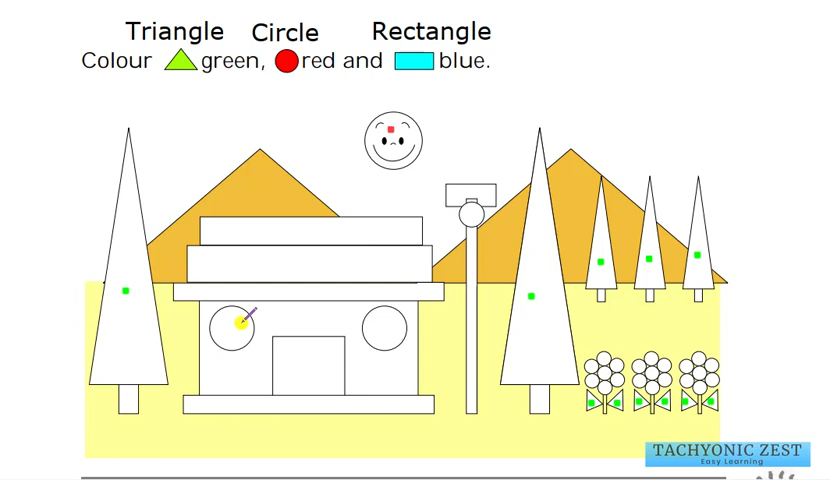 Triangle Circle Rectangle
Colour green, red and blue.
TACHYONIC ZEST
Easy Learning